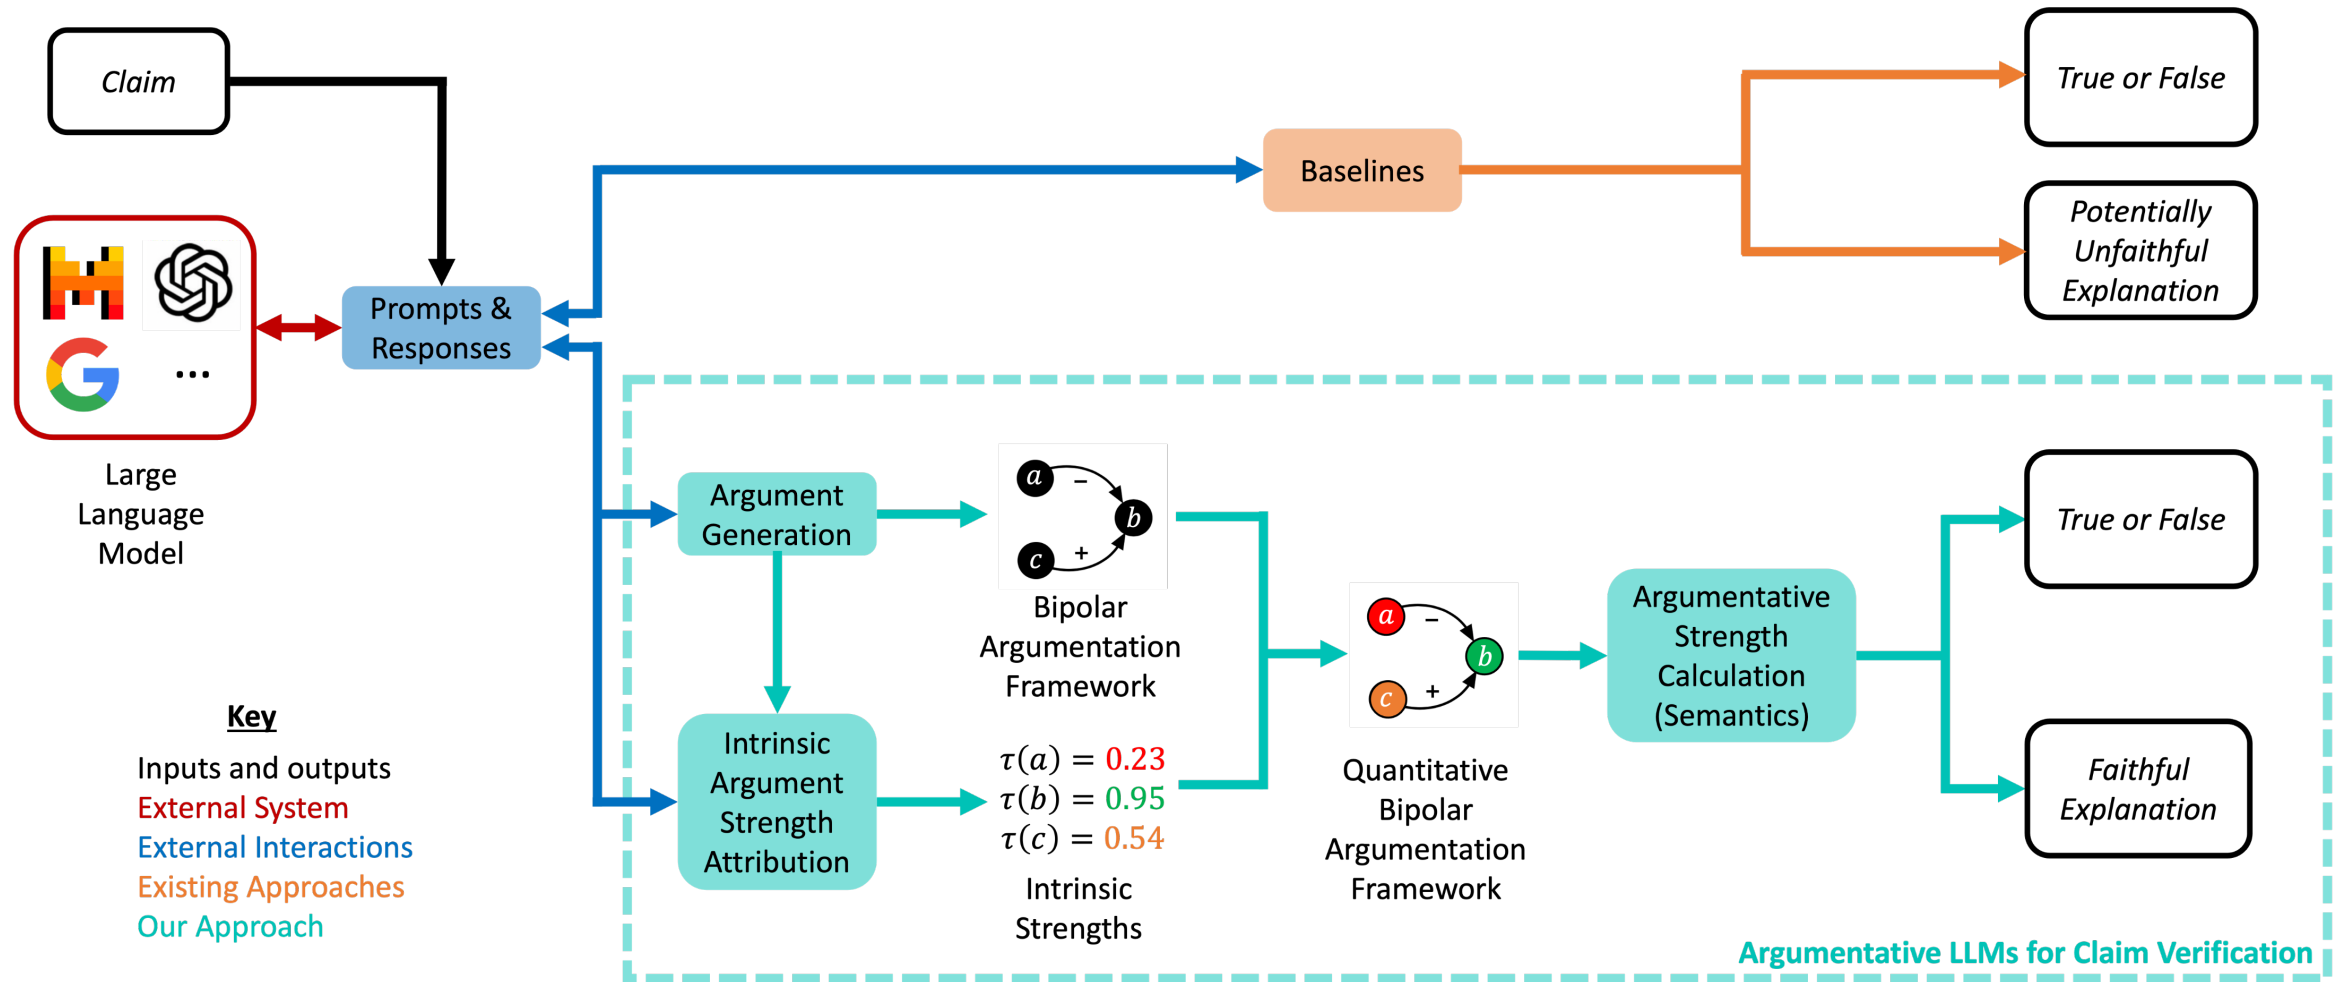 Claim
True or False
Baselines
Potentially
Unfaithful
Explanation
Prompts &
Responses
...
Large
Language
Model
Argument
Generation
a
−
b
c
+
Bipolar
Argumentation
Framework
Intrinsic
Argument
Strength
Attribution
τ(a) = 0.23
τ(b) = 0.95
τ(c) = 0.54
Intrinsic
Strengths
a
−
b
c
+
Quantitative
Bipolar
Argumentation
Framework
Argumentative
Strength
Calculation
(Semantics)
True or False
Faithful
Explanation
Argumentative LLMs for Claim Verification
Key
Inputs and outputs
External System
External Interactions
Existing Approaches
Our Approach